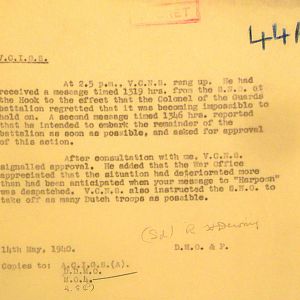 ET
44A
V.C.I.G.S.
At 2.5 p.m., V.C.N.S. rang up. He had
received a message timed 1319 hrs. from the S.N.O. at
the Hook to the effect that the Colonel of the Guards
battalion regretted that it was becoming impossible to
hold on. A second message timed 1346 hrs. reported
that he intended to embark the remainder of the
battalion as soon as possible, and asked for approval
of this action.
After consultation with me, V.C.N.S.
signalled approval. He added that the War Office
appreciated that the situation had deteriorated more
than had been anticipated when your message to "Harpoon"
was despatched. V.C.N.S. also instructed the S.N.O. to
take off as many Dutch troops as possible.
(Sd) R H Dewing
14th May, 1940.
D.M.O. & P.
Copies to: A.C.I.G.S.(A).
D.D.M.O.
M.O.4.